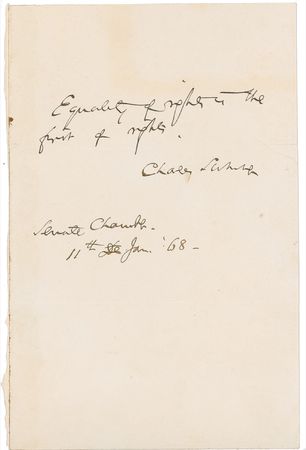 Equality of rights is the
first of rights.
Charles Sumner
Senate Chamber -
11th Jan. '68 -